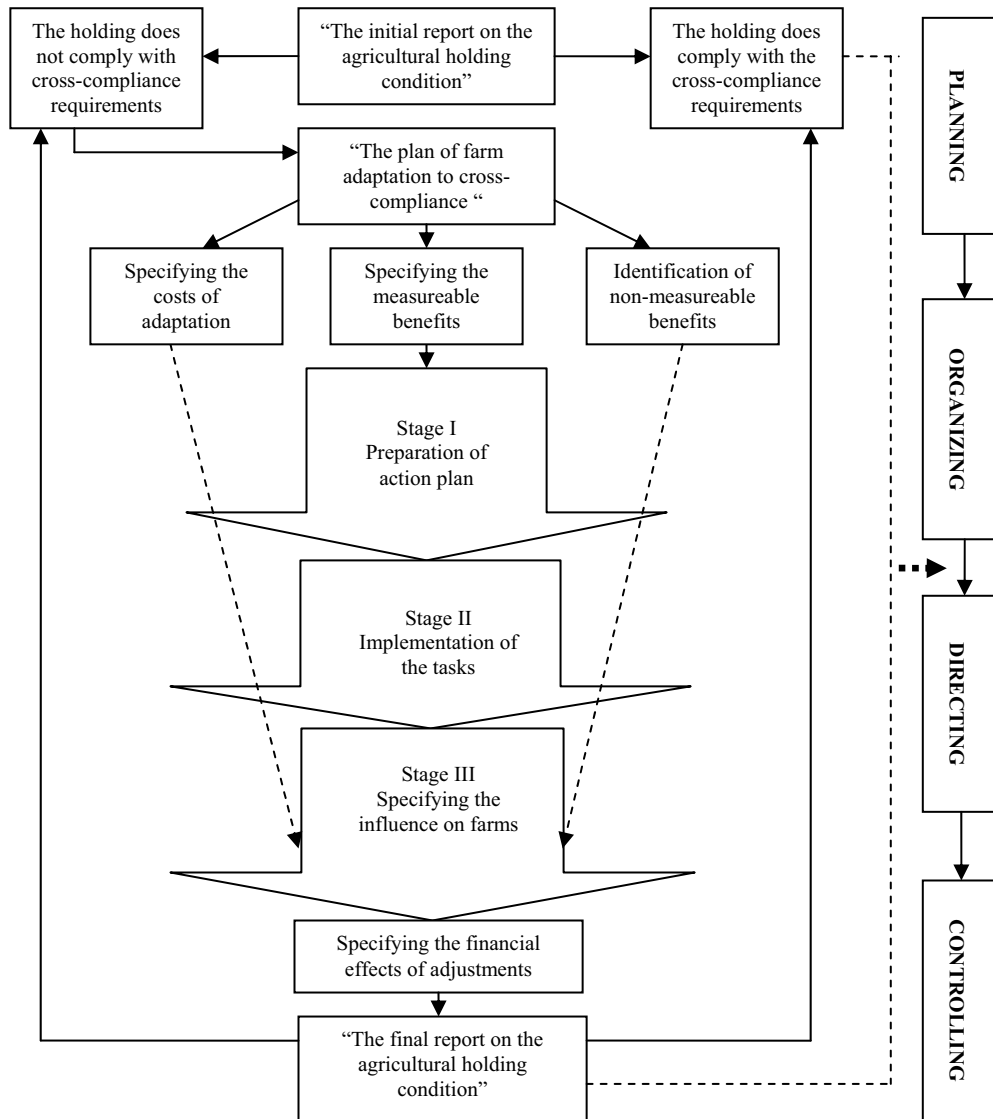 The holding does
not comply with
cross-compliance
requirements
“The initial report on the
agricultural holding
condition”
The holding does
comply with the
cross-compliance
requirements
“The plan of farm
adaptation to cross-
compliance “
Specifying the
costs of
adaptation
Specifying the
measureable
benefits
Identification of
non-measureable
benefits
Stage I
Preparation of
action plan
Stage II
Implementation of
the tasks
Stage III
Specifying the
influence on farms
Specifying the financial
effects of adjustments
“The final report on the
agricultural holding
condition”
PLANNING
ORGANIZING
DIRECTING
CONTROLLING